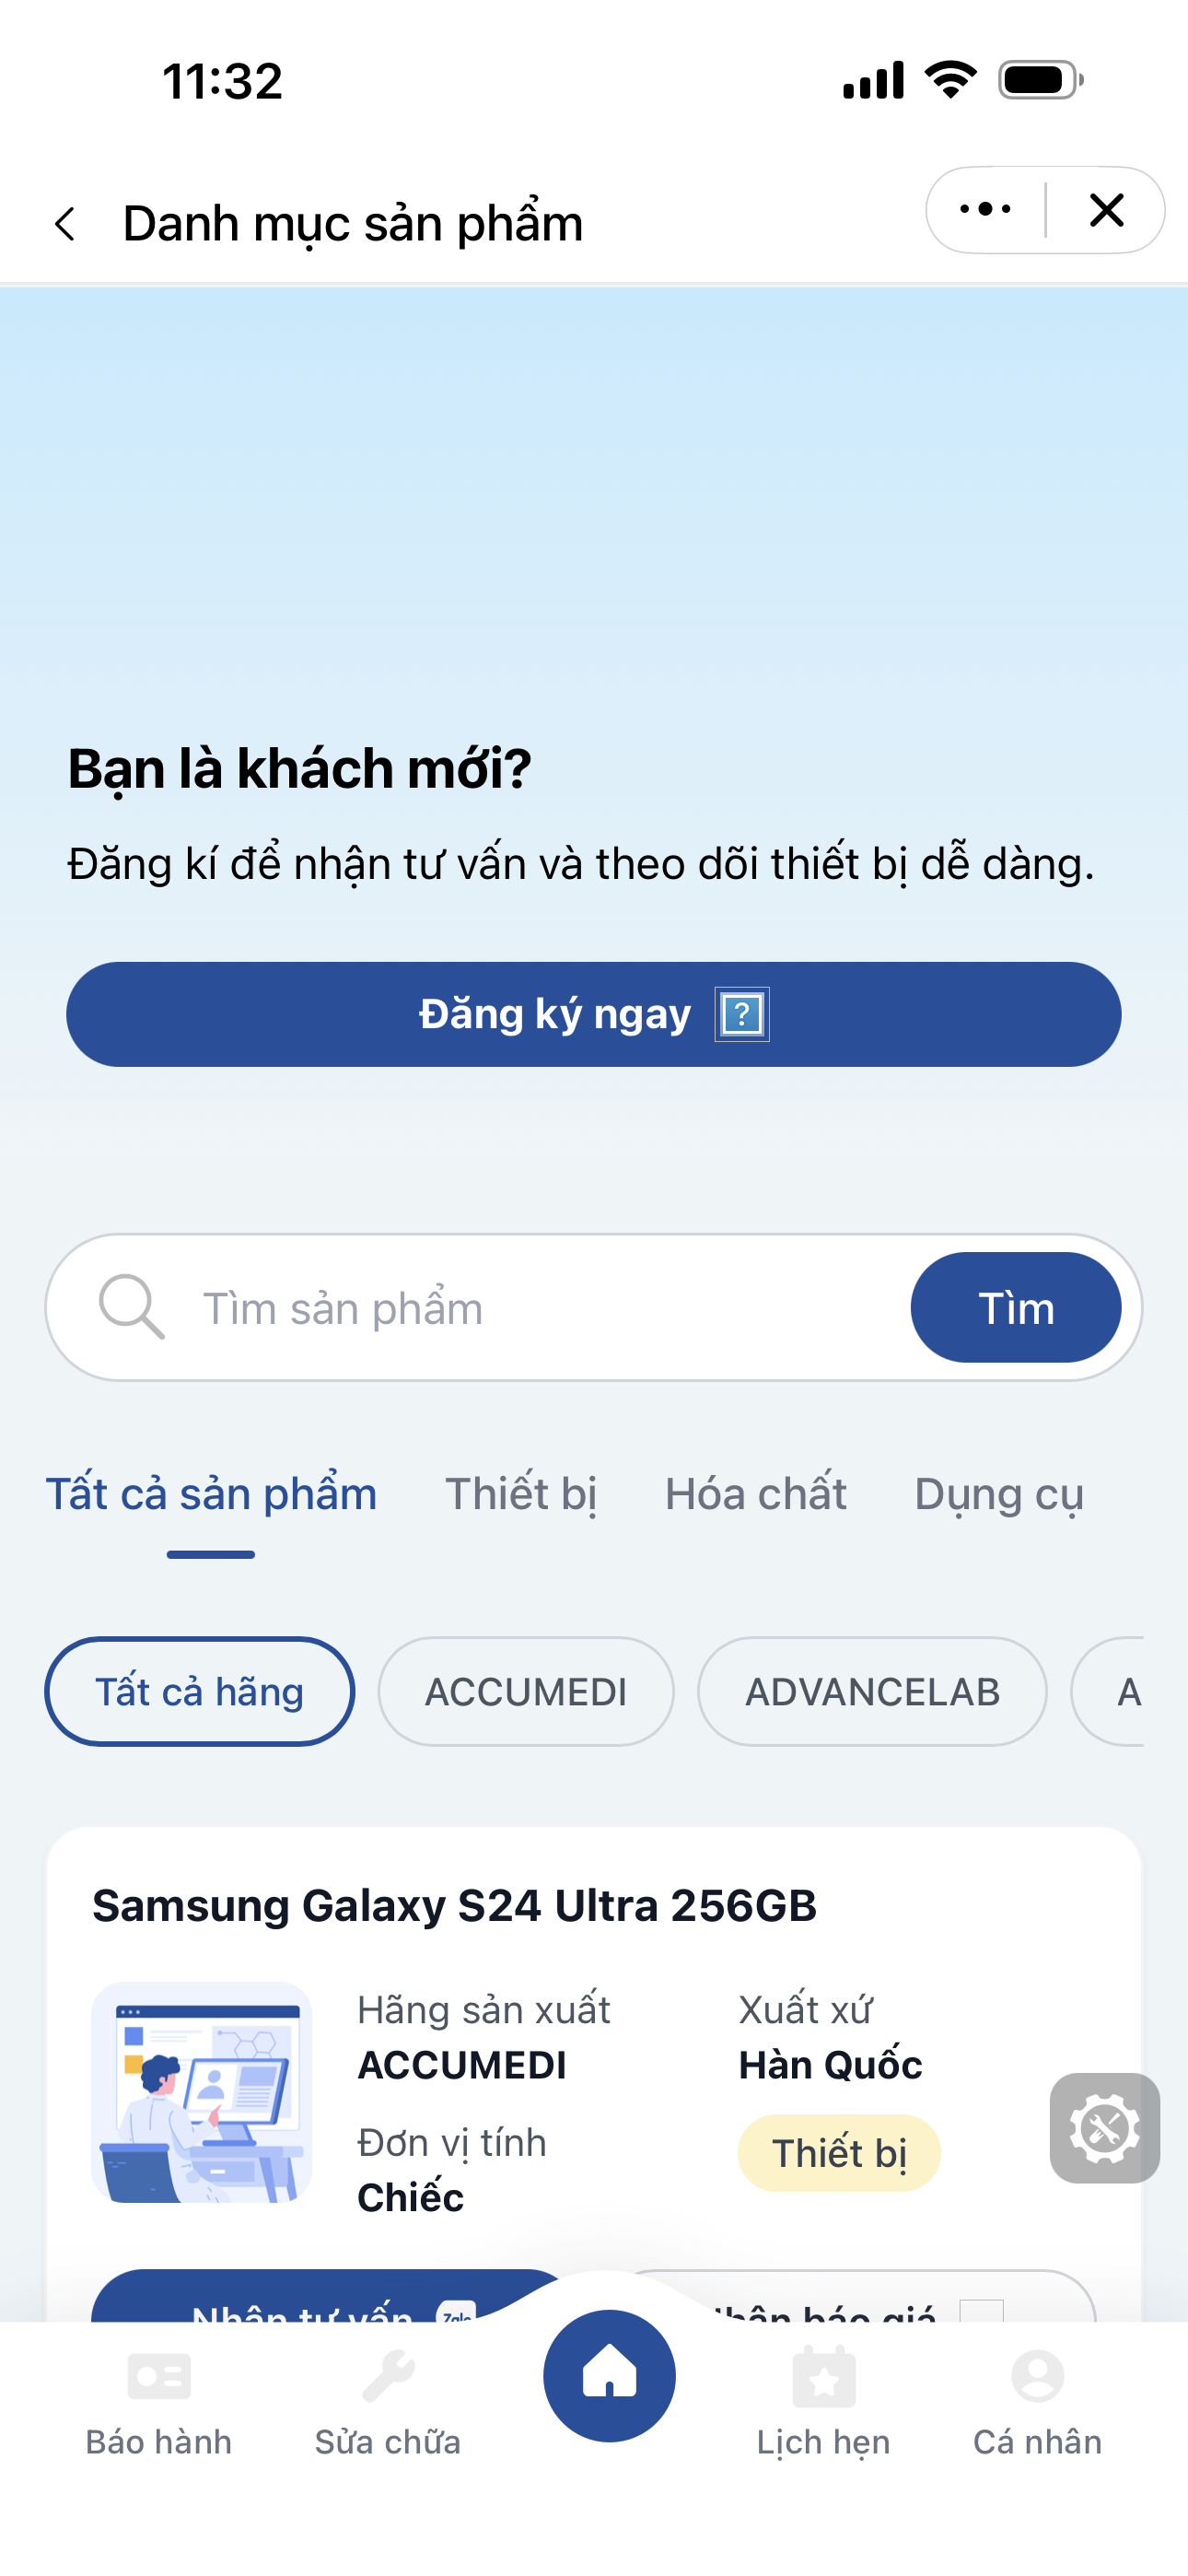 11:32
Danh mục sản phẩm
Bạn là khách mới?
Đăng kí để nhận tư vấn và theo dõi thiết bị dễ dàng.
Đăng ký ngay
Tìm sản phẩm
Tìm
Tất cả sản phẩm Thiết bị Hóa chất Dụng cụ
Tất cả hãng ACCUMEDI ADVANCELAB A
Samsung Galaxy S24 Ultra 256GB
Hãng sản xuất Xuất xứ
ACCUMEDI Hàn Quốc
Đơn vị tính Thiết bị
Chiếc
Nhận tư vấn Zalo Nhận báo giá
Báo hành Sửa chữa Lịch hẹn Cá nhân